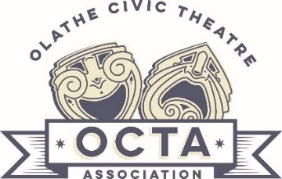 OLATHE CIVIC THEATRE
* OCTA *
ASSOCIATION